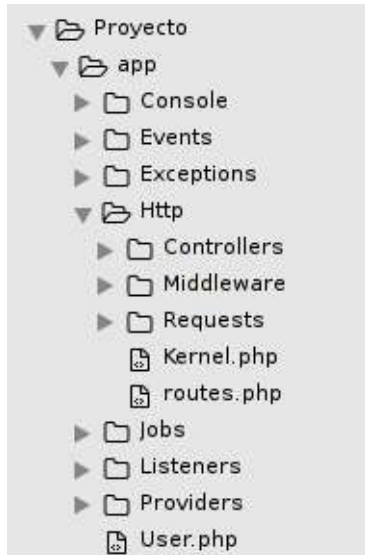 Proyecto
app
Console
Events
Exceptions
Http
Controllers
Middleware
Requests
Kernel.php
routes.php
Jobs
Listeners
Providers
User.php